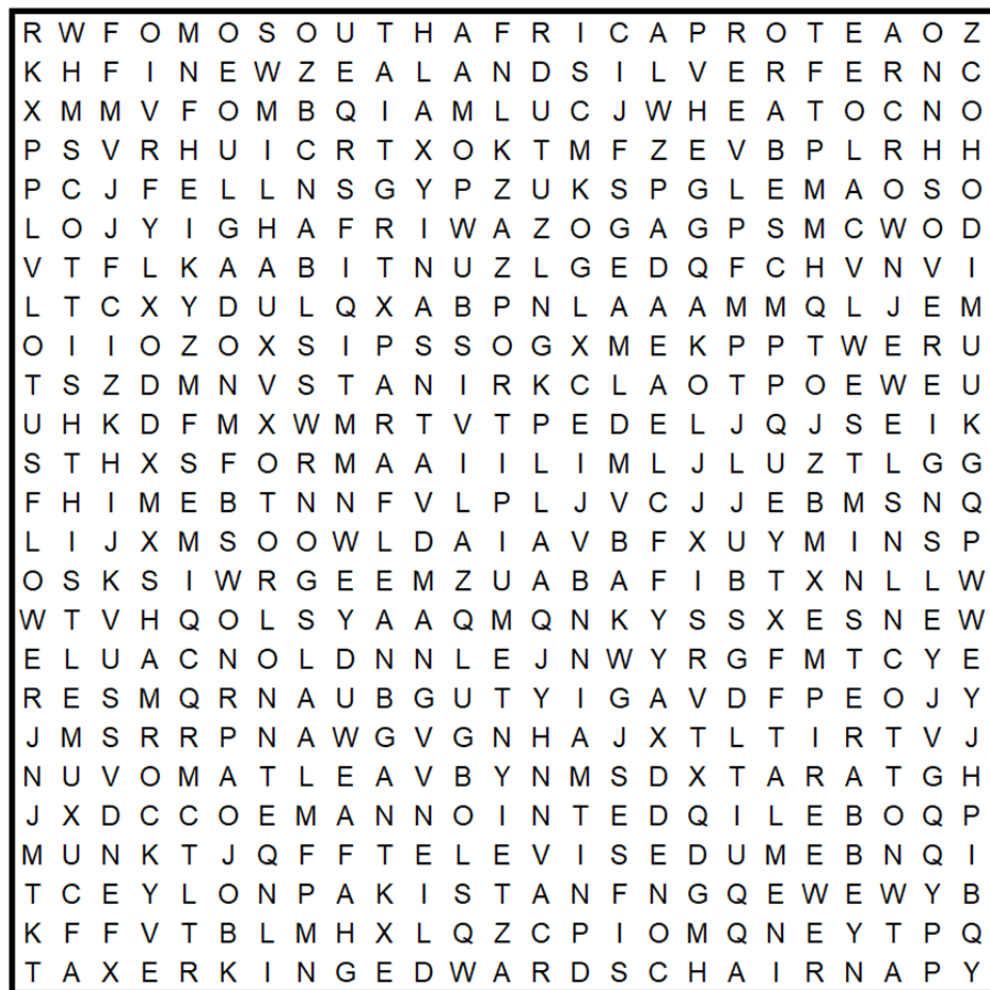 R W F O M O S O U T H A F R I C A P R O T E A O Z
K H F I N E W Z E A L A N D S I L V E R F E R N C
X M M V F O M B Q I A M L U C J W H E A T O C N O
P S V R H U I C R T X O K T M F Z E V B P L R H H
P C J F E L L N S G Y P Z U K S P G L E M A O S O
L O J Y I G H A F R I W A Z O G A G P S M C W O D
V T F L K A A B I T N U Z L G E D Q F C H V N V I
L T C X Y D U L Q X A B P N L A A A M M Q L J E M
O I I O Z O X S I P S S O G X M E K P P T W E R U
T S Z D M N V S T A N I R K C L A O T P O E W E U
U H K D F M X W M R T V T P E D E L J Q J S E I K
S T H X S F O R M A A I I L I M L J L U Z T L G G
F H I M E B T N N F V L P L J V C J J E B M S N Q
L I J X M S O O W L D A I A V B F X U Y M I N S P
O S K S I W R G E E M Z U A B A F I B T X N L L W
W T V H Q O L S Y A A Q M Q N K Y S S X E S N E W
E L U A C N O L D N N L E J N W Y R G F M T C Y E
R E S M Q R N A U B G U T Y I G A V D F P E O J Y
J M S R R P N A W G V G N H A J X T L T I R T V J
N U V O M A T L E A V B Y N M S D X T A R A T G H
J X D C C O E M A N N O I N T E D Q I L E B O Q P
M U N K T J Q F F T E L E V I S E D U M E B N Q I
T C E Y L O N P A K I S T A N F N G Q E W E W Y B
K F F V T B L M H X L Q Z C P I O M Q N E Y T P Q
T A X E R K I N G E D W A R D S C H A I R N A P Y